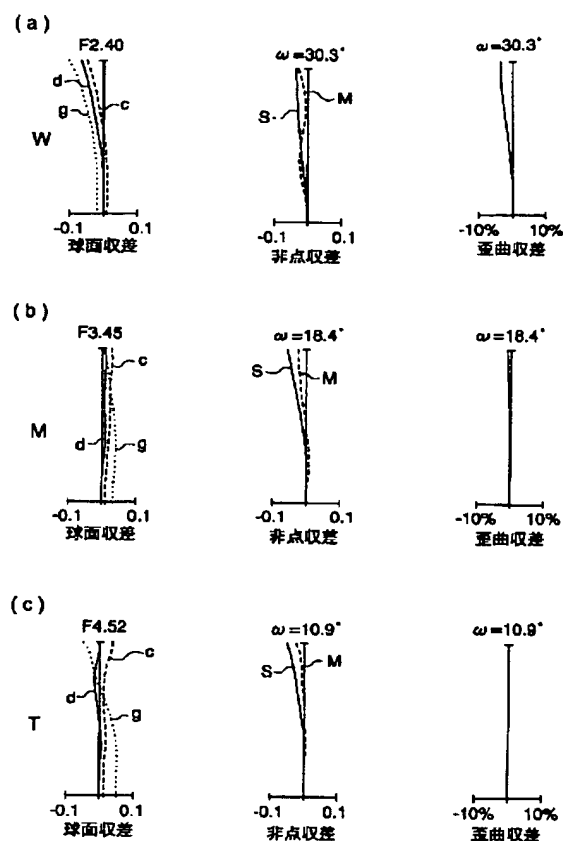 (a)
F2.40
ω=30.3°
ω=30.3°
d
g
c
W
S
M
-0.1 0.1
球面収差
-0.1 0.1
非点収差
-10% 10%
歪曲収差
(b)
F3.45
ω=18.4°
ω=18.4°
c
S
M
M
d
g
-0.1 0.1
球面収差
-0.1 0.1
非点収差
-10% 10%
歪曲収差
(c)
F4.52
ω=10.9°
ω=10.9°
c
S
M
d
g
T
-0.1 0.1
球面収差
-0.1 0.1
非点収差
-10% 10%
歪曲収差